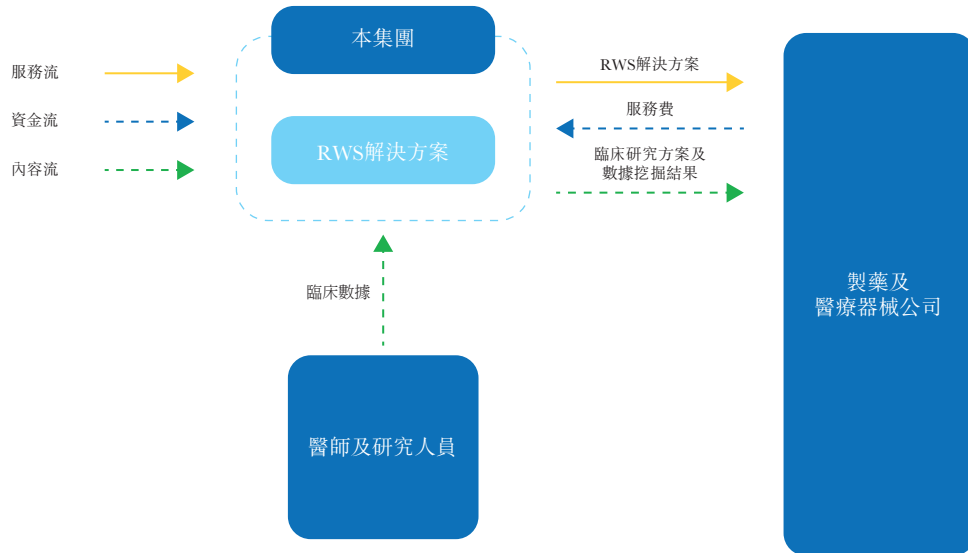 本集團
服務流
資金流
內容流
RWS解決方案
RWS解決方案
服務費
臨床研究方案及
數據挖掘結果
臨床數據
製藥及
醫療器械公司
醫師及研究人員